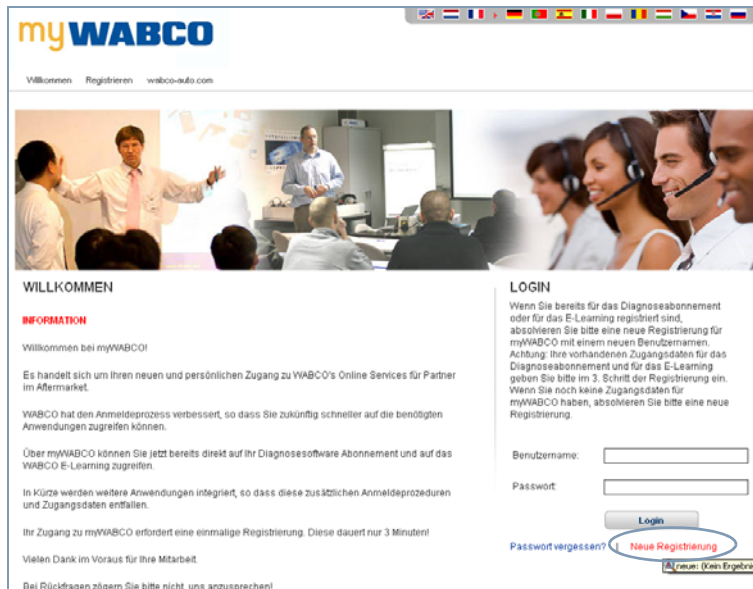 myWABCO
Willkommen Registrieren wabco-auto.com
WILLKOMMEN
INFORMATION
Willkommen bei myWABCO!
Es handelt sich um Ihren neuen und persönlichen Zugang zu WABCO's Online Services für Partner
im Aftermarket.
WABCO hat den Anmeldeprozess verbessert, so dass Sie zukünftig schneller auf die benötigten
Anwendungen zugreifen können.
Über myWABCO können Sie jetzt bereits direkt auf Ihr Diagnosesoftware Abonnement und auf das
WABCO E-Learning zugreifen.
In Kürze werden weitere Anwendungen integriert, so dass diese zusätzlichen Anmeldeprozeduren
und Zugangsdaten entfallen.
Ihr Zugang zu myWABCO erfordert eine einmalige Registrierung. Diese dauert nur 3 Minuten!
Vielen Dank im Voraus für Ihre Mitarbeit.
Bei Rückfragen zögern Sie bitte nicht, uns anzusprechen!
LOGIN
Wenn Sie bereits für das Diagnoseabonnement
oder für das E-Learning registriert sind,
absolvieren Sie bitte eine neue Registrierung für
myWABCO mit einem neuen Benutzernamen.
Achtung: Ihre vorhandenen Zugangsdaten für das
Diagnoseabonnement und für das E-Learning
geben Sie bitte im 3. Schritt der Registrierung ein.
Wenn Sie noch keine Zugangsdaten für
myWABCO haben, absolvieren Sie bitte eine neue
Registrierung.
Benutzername:
Passwort:
Login
Passwort vergessen? | Neue Registrierung
neue: (Kein Ergebnis